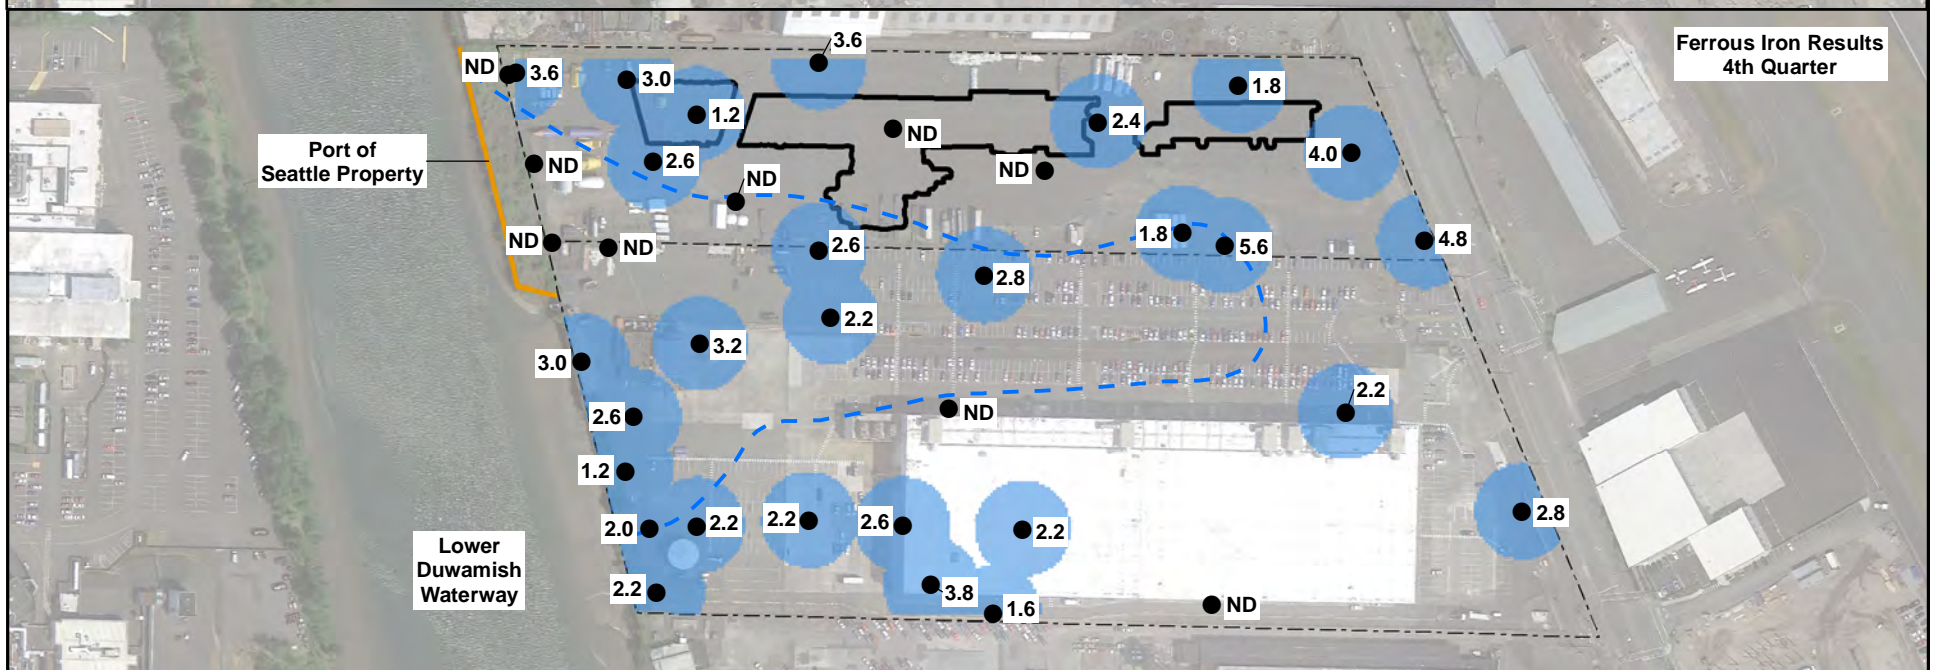 Ferrous Iron Results
4th Quarter
3.6
ND
3.6
3.0
1.8
1.2
2.4
ND
Port of
Seattle Property
4.0
ND
2.6
ND
ND
ND
ND
2.6
1.8
5.6
4.8
2.8
2.2
3.2
3.0
2.2
2.6
ND
1.2
2.0
2.2
2.2
2.6
2.2
2.8
Lower
Duwamish
Waterway
2.2
3.8
1.6
ND